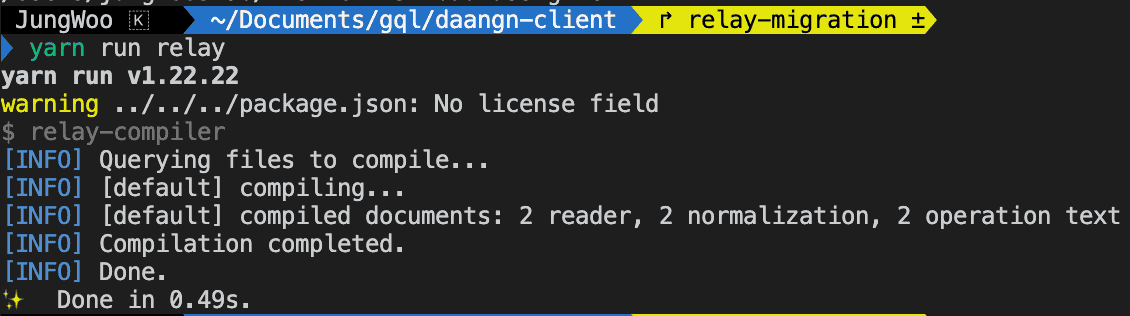 JungWoo 🇰 ~/Documents/gql/daangn-client ↱ relay-migration ±
yarn run relay
yarn run v1.22.22
warning ../../../package.json: No license field
$ relay-compiler
[INFO] Querying files to compile...
[INFO] [default] compiling...
[INFO] [default] compiled documents: 2 reader, 2 normalization, 2 operation text
[INFO] Compilation completed.
[INFO] Done.
✨ Done in 0.49s.